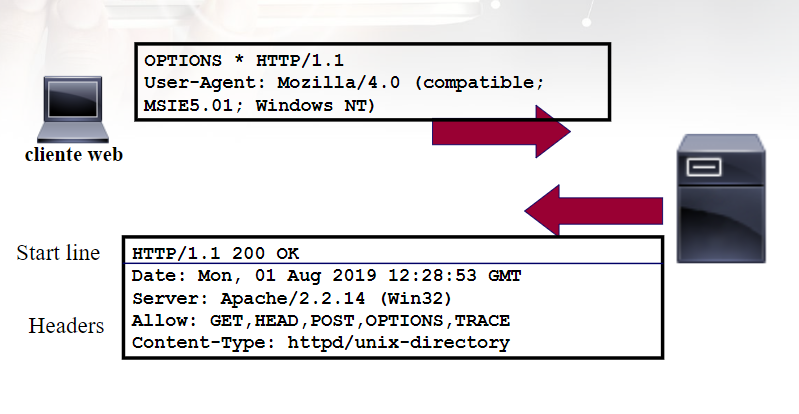 OPTIONS * HTTP/1.1
User-Agent: Mozilla/4.0 (compatible;
MSIE5.01; Windows NT)
cliente web
Start line
HTTP/1.1 200 OK
Date: Mon, 01 Aug 2019 12:28:53 GMT
Server: Apache/2.2.14 (Win32)
Headers
Allow: GET,HEAD,POST,OPTIONS,TRACE
Content-Type: httpd/unix-directory